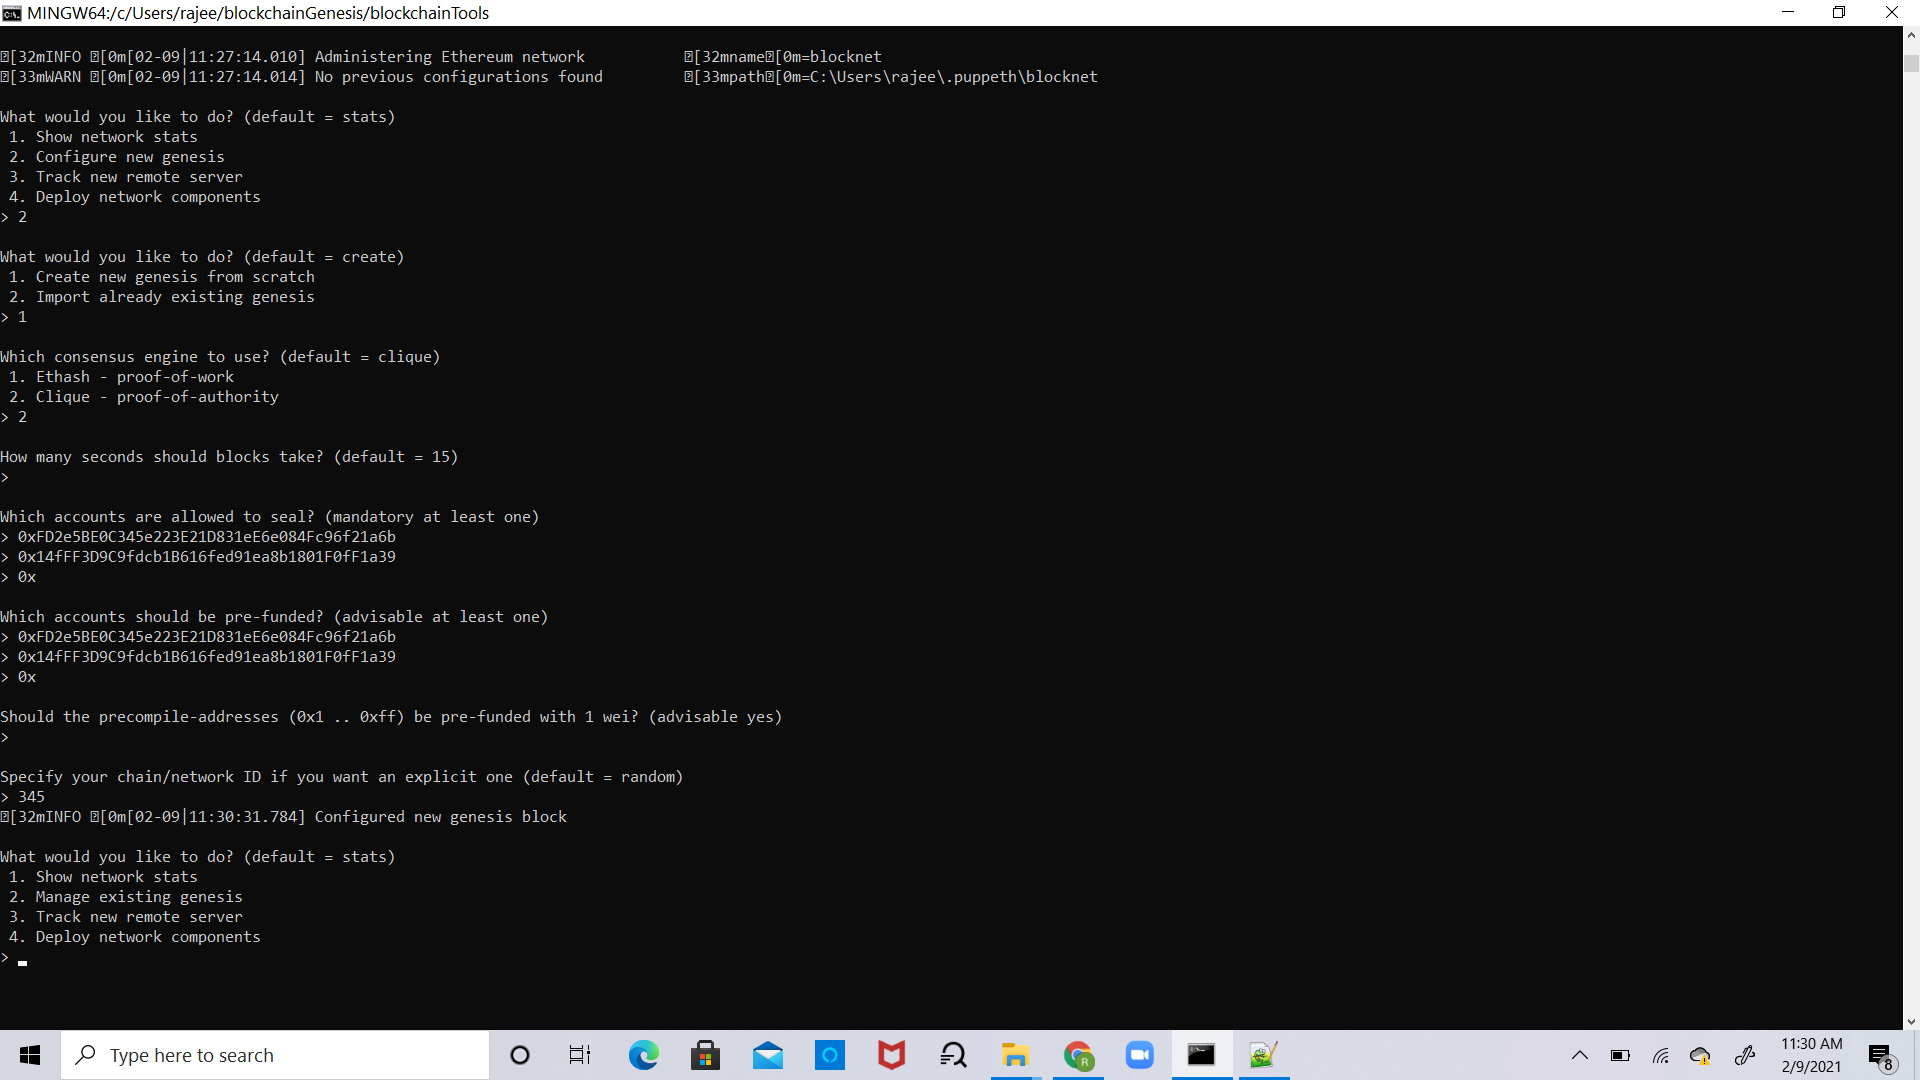 MINGW64:/c/Users/rajee/blockchainGenesis/blockchainTools
[32mINFO [0m[02-09|11:27:14.010] Administering Ethereum network [32mname[0m=blocknet
[33mWARN [0m[02-09|11:27:14.014] No previous configurations found [33mpath[0m=C:\Users\rajee\.puppeth\blocknet
What would you like to do? (default = stats)
1. Show network stats
2. Configure new genesis
3. Track new remote server
4. Deploy network components
> 2
What would you like to do? (default = create)
1. Create new genesis from scratch
2. Import already existing genesis
> 1
Which consensus engine to use? (default = clique)
1. Ethash - proof-of-work
2. Clique - proof-of-authority
> 2
How many seconds should blocks take? (default = 15)
>
Which accounts are allowed to seal? (mandatory at least one)
> 0xFD2e5BE0C345e223E21D831eE6e084Fc96f21a6b
> 0x14fFF3D9C9fdcb1B616fed91ea8b1801F0fF1a39
> 0x
Which accounts should be pre-funded? (advisable at least one)
> 0xFD2e5BE0C345e223E21D831eE6e084Fc96f21a6b
> 0x14fFF3D9C9fdcb1B616fed91ea8b1801F0fF1a39
> 0x
Should the precompile-addresses (0x1 .. 0xff) be pre-funded with 1 wei? (advisable yes)
>
Specify your chain/network ID if you want an explicit one (default = random)
> 345
[32mINFO [0m[02-09|11:30:31.784] Configured new genesis block
What would you like to do? (default = stats)
1. Show network stats
2. Manage existing genesis
3. Track new remote server
4. Deploy network components
>
Type here to search
R
11:30 AM
2/9/2021
8